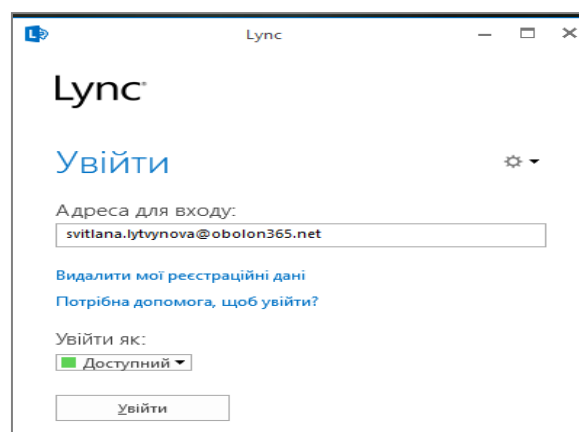 Lync
Lync
Увійти
Адреса для входу:
svitlana.lytvynova@obolon365.net
Видалити мої реєстраційні дані
Потрібна допомога, щоб увійти?
Увійти як:
Доступний
Увійти